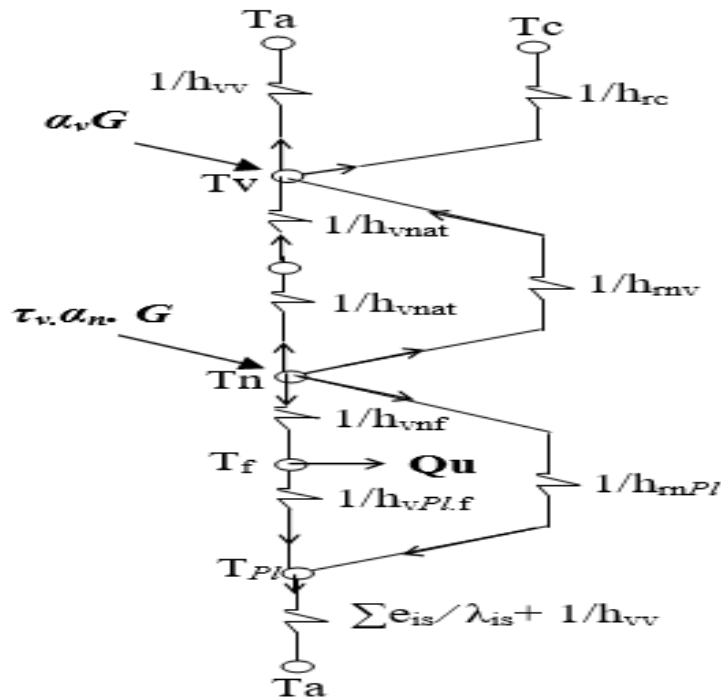 Ta
Tc
1/hvv
1/hrc
αvG
Tv
1/hvnat
1/hrnv
1/hvnat
τv.αn. G
Tn
1/hvnf
Tf
Qu
1/hrnPl
1/hvPl.f
TPl
∑eis/λis+ 1/hvv
Ta